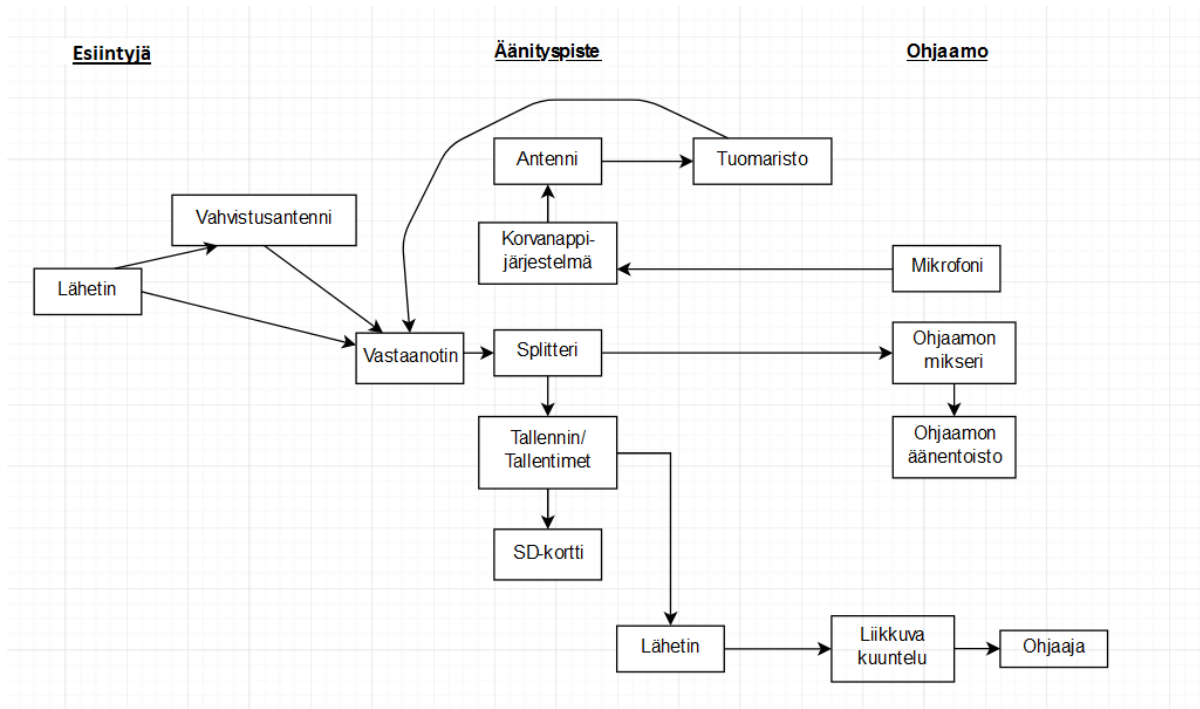 Esiintyjä
Äänityspiste
Ohjaamo
Antenni
Tuomaristo
Vahvistusantenni
Korvanappi-
järjestelmä
Mikrofoni
Lähetin
Vastaanotin
Splitteri
Ohjaamon
mikseri
Tallennin/
Tallentimet
Ohjaamon
äänentoisto
SD-kortti
Lähetin
Liikkuva
kuuntelu
Ohjaaja